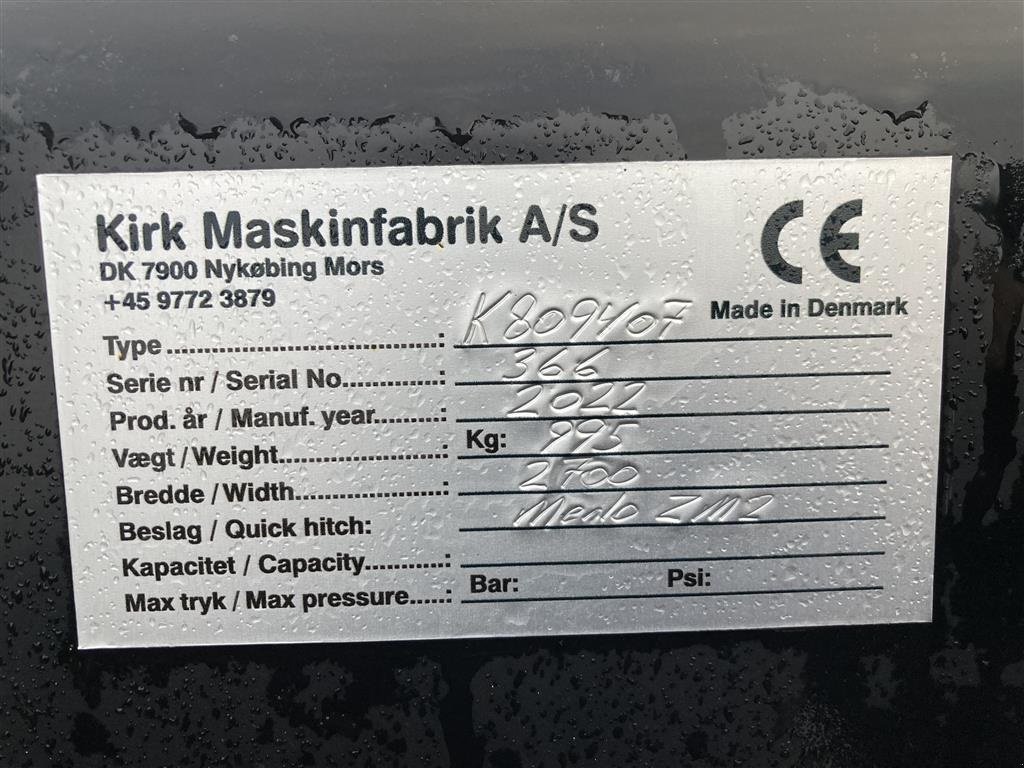 Kirk Maskinfabrik A/S
CE
DK 7900 Nykøbing Mors
+45 9772 3879
Made in Denmark
Type ..............................................: K809407
Serie nr / Serial No.................: 366
Prod. år / Manuf. year...........: 2022
Vægt / Weight...........................: Kg: 995
Bredde / Width.........................: 2700
Beslag / Quick hitch: ZM2
Kapacitet / Capacity..............:
Max tryk / Max pressure.......: Bar: Psi: